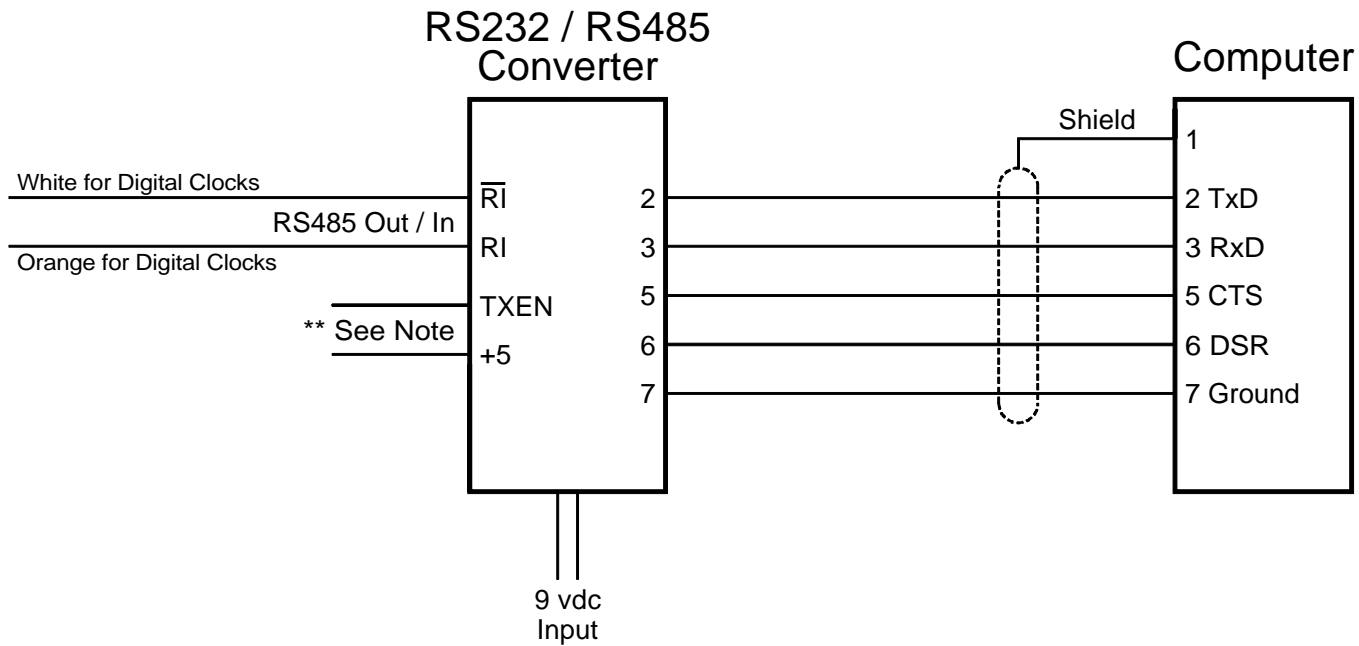 RS232 / RS485
Converter
Computer
Shield
1
White for Digital Clocks
R̅I̅
2
2 TxD
RS485 Out / In
RI
3
3 RxD
Orange for Digital Clocks
TXEN
5
5 CTS
** See Note
+5
6
6 DSR
7
7 Ground
9 vdc
Input